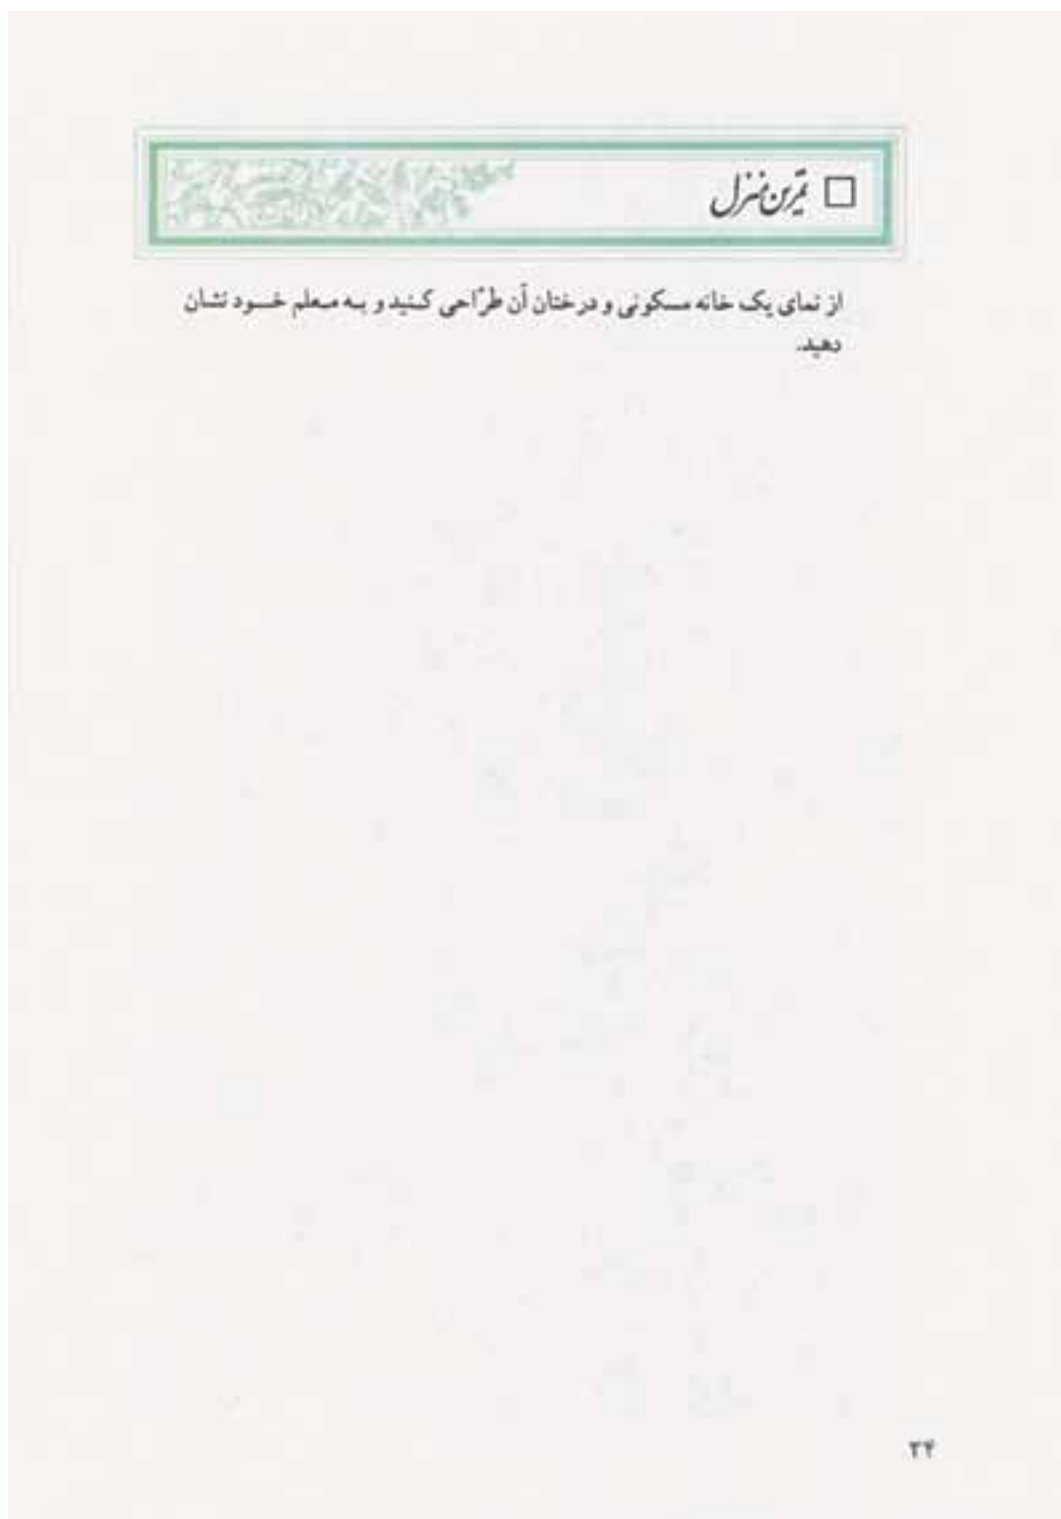 □ تمرین منزل
از نمای یک خانه مسکونی و درختان آن طرّاحی کنید و به معلم خود نشان
دهید.
۳۴